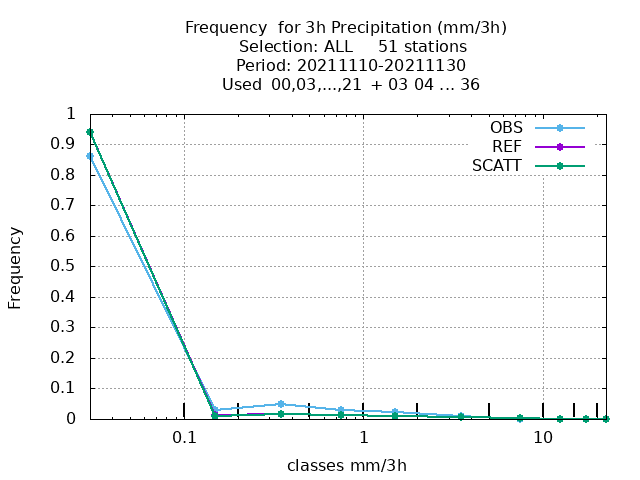 Frequency  for 3h Precipitation (mm/3h)
Selection: ALL     51 stations
Period: 20211110-20211130
Used  00,03,...,21  + 03 04 ... 36
1
0.9
0.8
0.7
0.6
0.5
0.4
0.3
0.2
0.1
0
Frequency
OBS
REF
SCATT
0.1
1
10
classes mm/3h